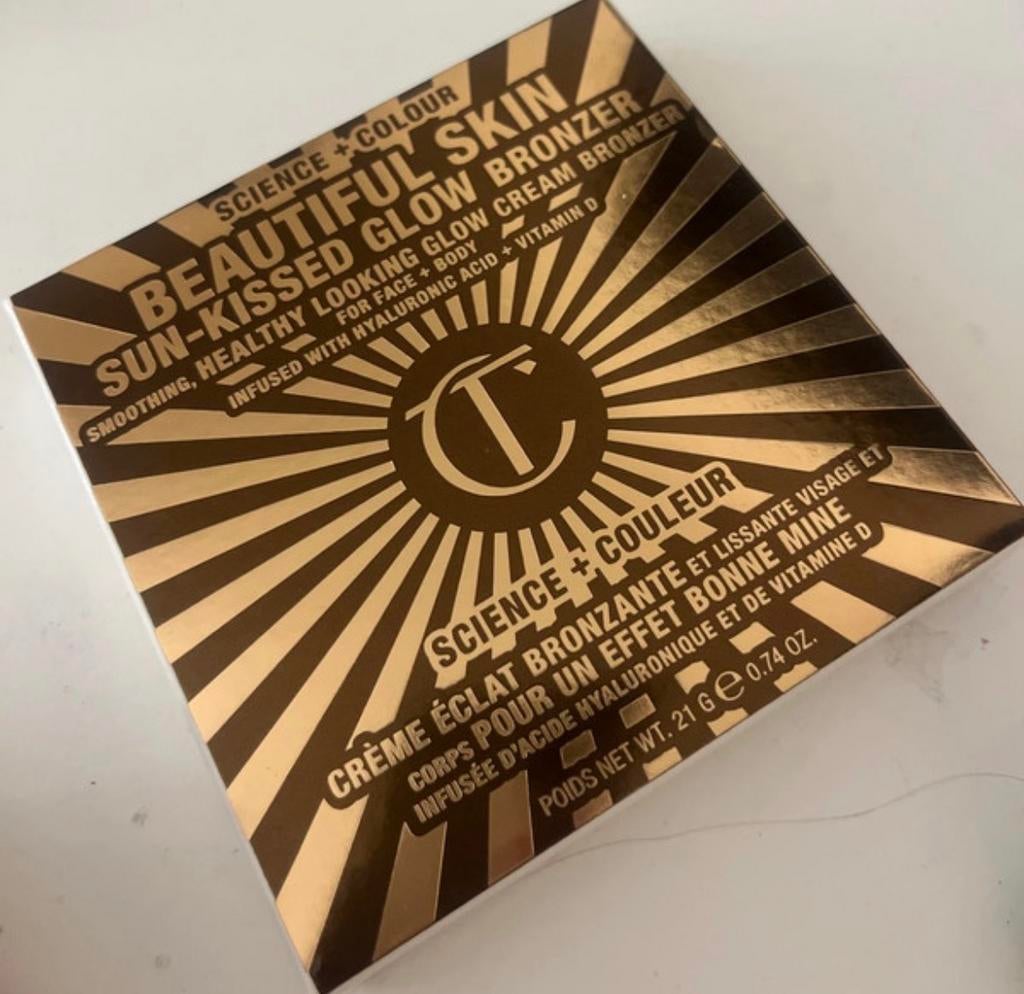 SCIENCE + COLOUR
BEAUTIFUL SKIN
SUN-KISSED GLOW BRONZER
SMOOTHING, HEALTHY LOOKING GLOW CREAM BRONZER
FOR FACE + BODY
INFUSED WITH HYALURONIC ACID + VITAMIN D
CT
SCIENCE + COULEUR
CRÈME ÉCLAT BRONZANTE ET LISSANTE VISAGE ET
CORPS POUR UN EFFET BONNE MINE
INFUSÉE D'ACIDE HYALURONIQUE ET DE VITAMINE D
POIDS NET WT. 21 G ℮ 0.74 OZ.